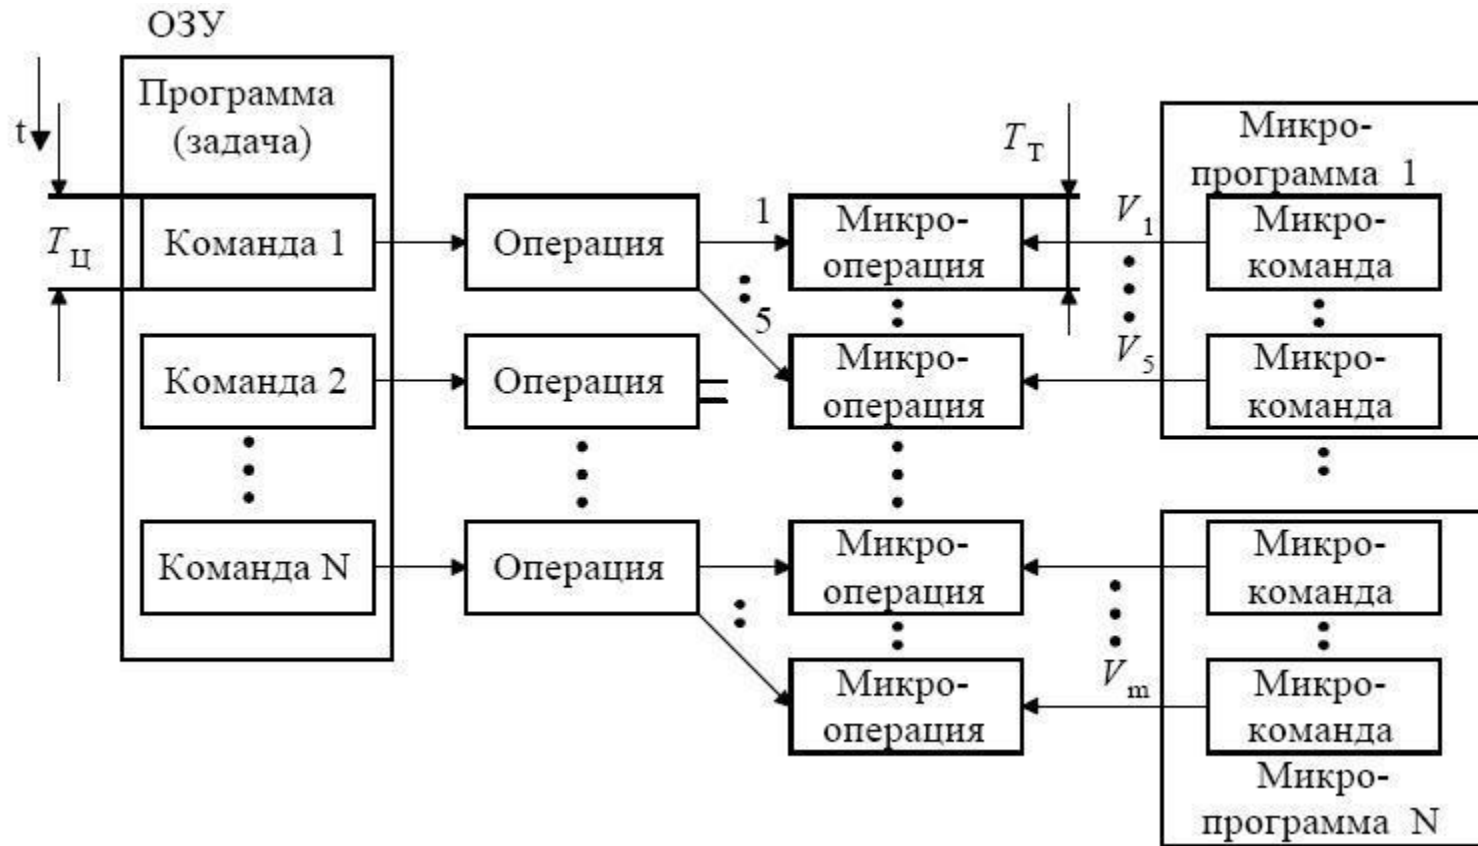 ОЗУ
Программа
(задача)
t
Микро-
программа 1
T_Т
T_Ц
Команда 1
Операция
1
Микро-
операция
V_1
Микро-
команда
5
V_5
Команда 2
Операция
Микро-
операция
Микро-
команда
Команда N
Операция
Микро-
операция
Микро-
команда
V_m
Микро-
операция
Микро-
команда
Микро-
программа N